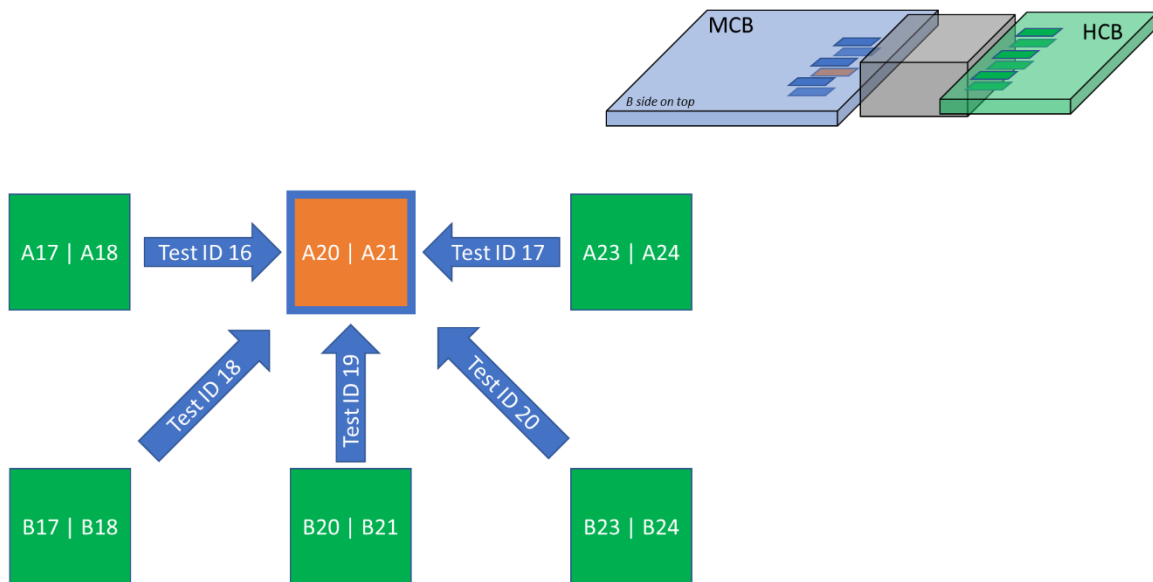 MCB
HCB
B side on top
A17 | A18
Test ID 16
A20 | A21
Test ID 17
A23 | A24
Test ID 18
Test ID 19
Test ID 20
B17 | B18
B20 | B21
B23 | B24